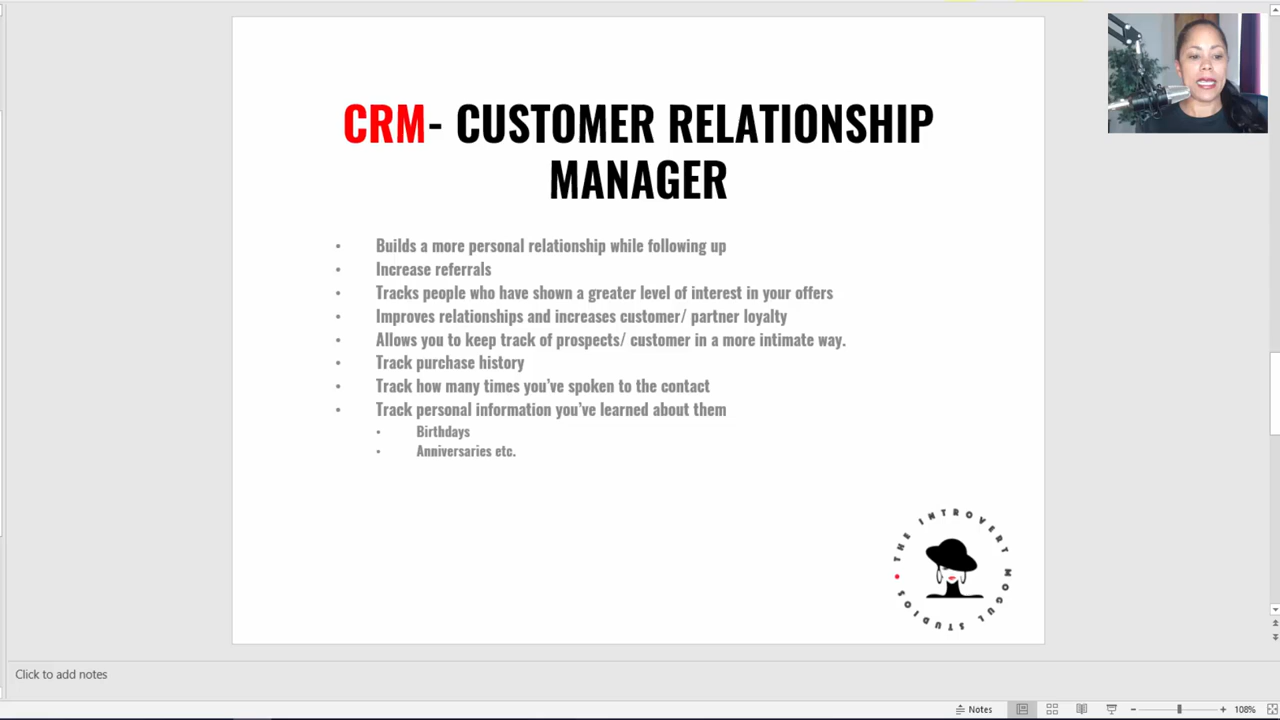 CRM- CUSTOMER RELATIONSHIP
MANAGER
• Builds a more personal relationship while following up
• Increase referrals
• Tracks people who have shown a greater level of interest in your offers
• Improves relationships and increases customer/ partner loyalty
• Allows you to keep track of prospects/ customer in a more intimate way.
• Track purchase history
• Track how many times you’ve spoken to the contact
• Track personal information you’ve learned about them
• Birthdays
• Anniversaries etc.
THE INTROVERT MOGUL STUDIOS
Click to add notes
Notes
108%